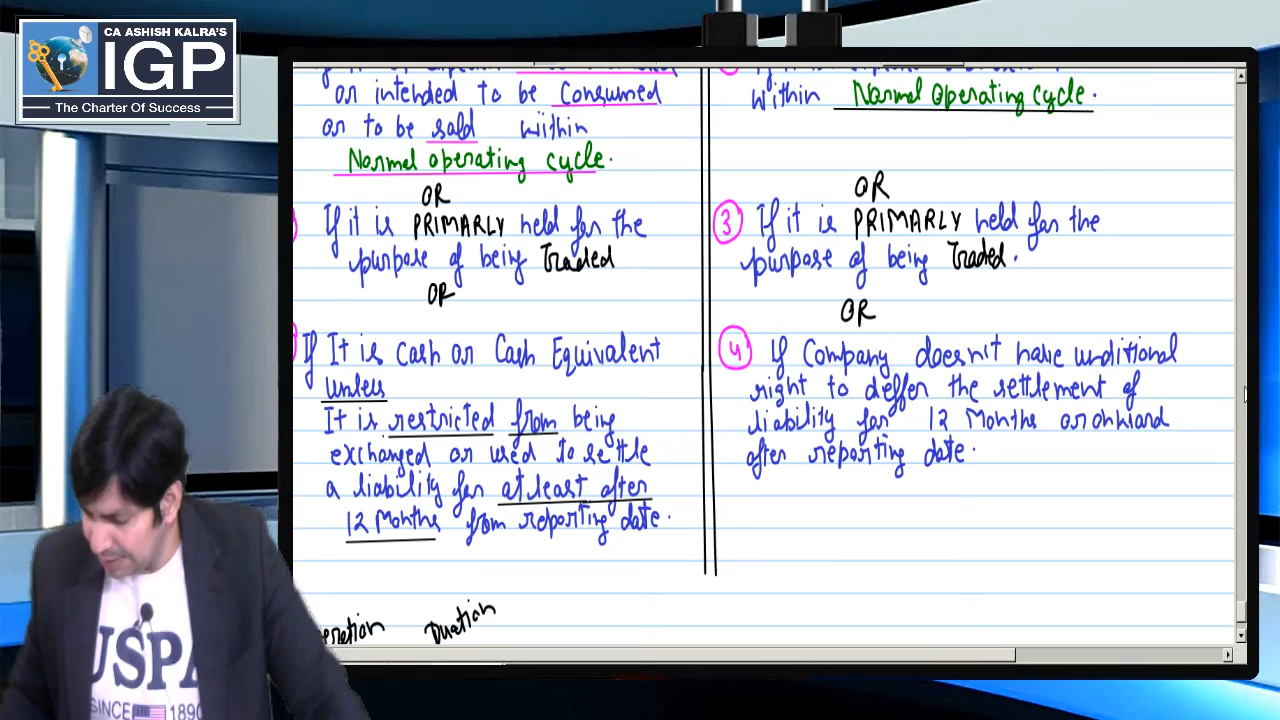 CA ASHISH KALRA'S
IGP
The Charter Of Success
or intended to be Consumed
or to be sold within
Normal operating cycle.
OR
If it is PRIMARLY held for the
purpose of being Traded
OR
If It is Cash or Cash Equivalent
unless
It is restricted from being
exchanged or used to settle
a liability for atleast after
12 Months from reporting date.
Duration
within Normal Operating cycle.
OR
3 If it is PRIMARLY held for the
purpose of being Traded.
OR
4 If Company doesn't have unditional
right to deffer the settlement of
liability for 12 Months or onward
after reporting date.
USPA
SINCE 1890